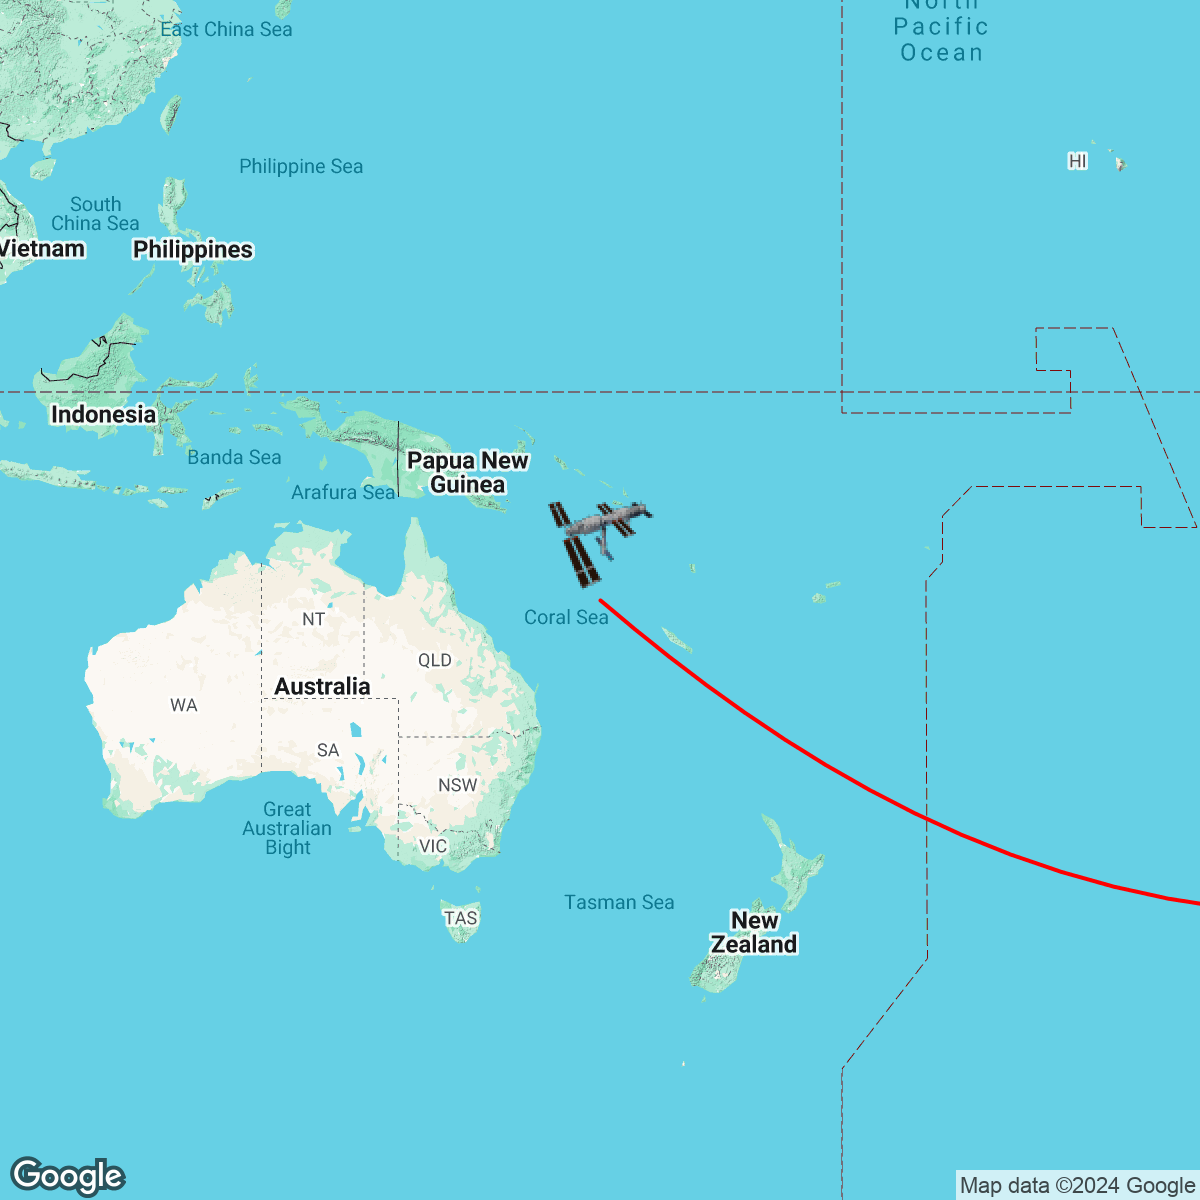 North
Pacific
Ocean
East China Sea
HI
Philippine Sea
South
China Sea
Vietnam
Philippines
Indonesia
Banda Sea
Papua New
Guinea
Arafura Sea
Coral Sea
NT
QLD
Australia
WA
SA
NSW
Great
Australian
Bight
VIC
Tasman Sea
TAS
New
Zealand
Google
Map data ©2024 Google